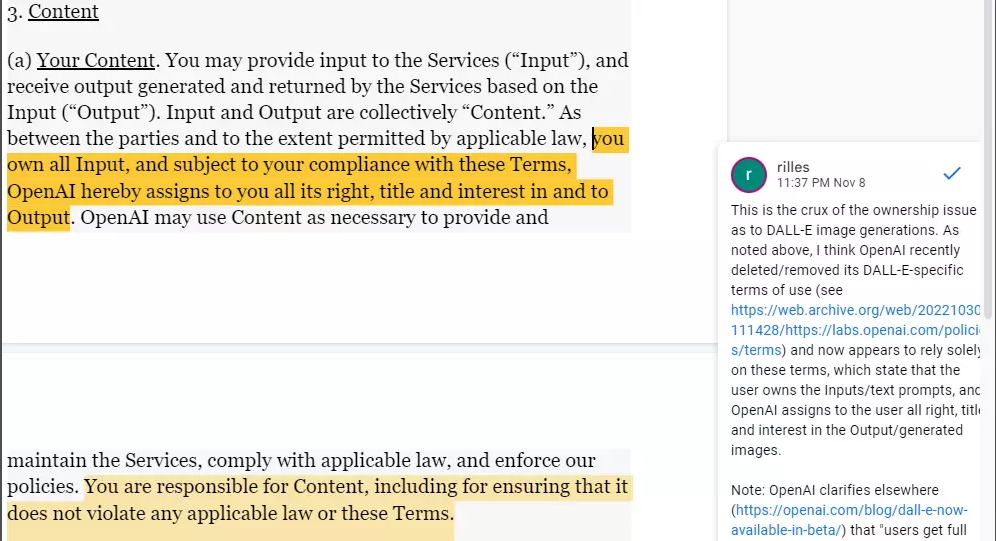 3. Content
(a) Your Content. You may provide input to the Services (“Input”), and
receive output generated and returned by the Services based on the
Input (“Output”). Input and Output are collectively “Content.” As
between the parties and to the extent permitted by applicable law, you
own all Input, and subject to your compliance with these Terms,
OpenAI hereby assigns to you all its right, title and interest in and to
Output. OpenAI may use Content as necessary to provide and
maintain the Services, comply with applicable law, and enforce our
policies. You are responsible for Content, including for ensuring that it
does not violate any applicable law or these Terms.
r
rilles
11:37 PM Nov 8
This is the crux of the ownership issue
as to DALL-E image generations. As
noted above, I think OpenAI recently
deleted/removed its DALL-E-specific
terms of use (see
https://web.archive.org/web/20221030
111428/https://labs.openai.com/polici
s/terms) and now appears to rely solely
on these terms, which state that the
user owns the Inputs/text prompts, and
OpenAI assigns to the user all right, title
and interest in the Output/generated
images.
Note: OpenAI clarifies elsewhere
(https://openai.com/blog/dall-e-now-
available-in-beta/) that "users get full